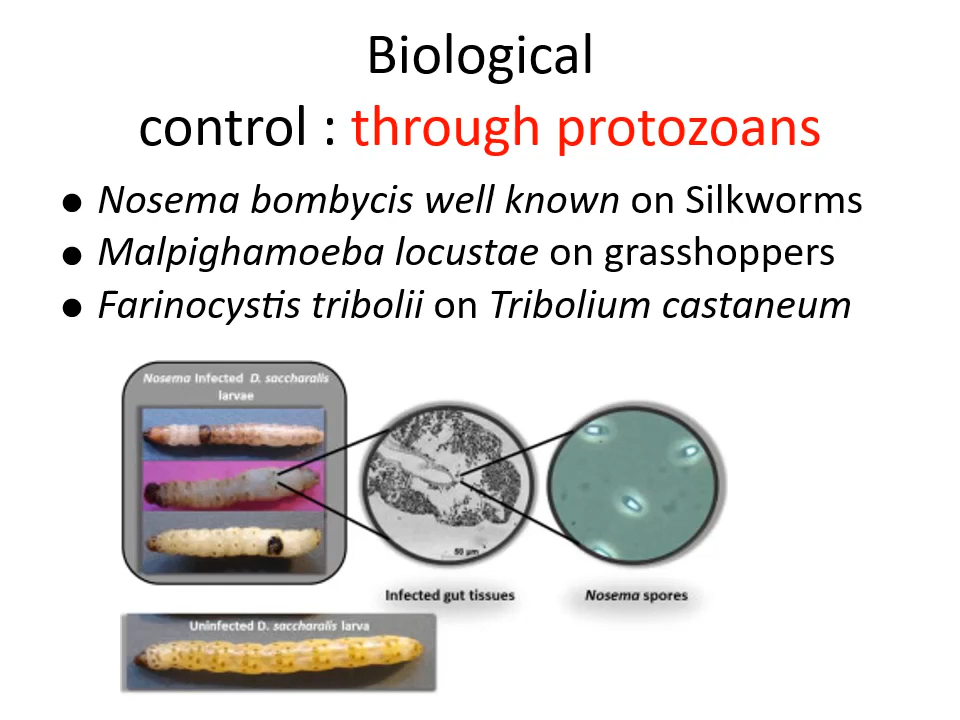 Biological
control : through protozoans
● Nosema bombycis well known on Silkworms
● Malpighamoeba locustae on grasshoppers
● Farinocystis tribolii on Tribolium castaneum
Nosema Infected D. saccharalis
larvae
50 µm
Infected gut tissues
Nosema spores
Uninfected D. saccharalis larva